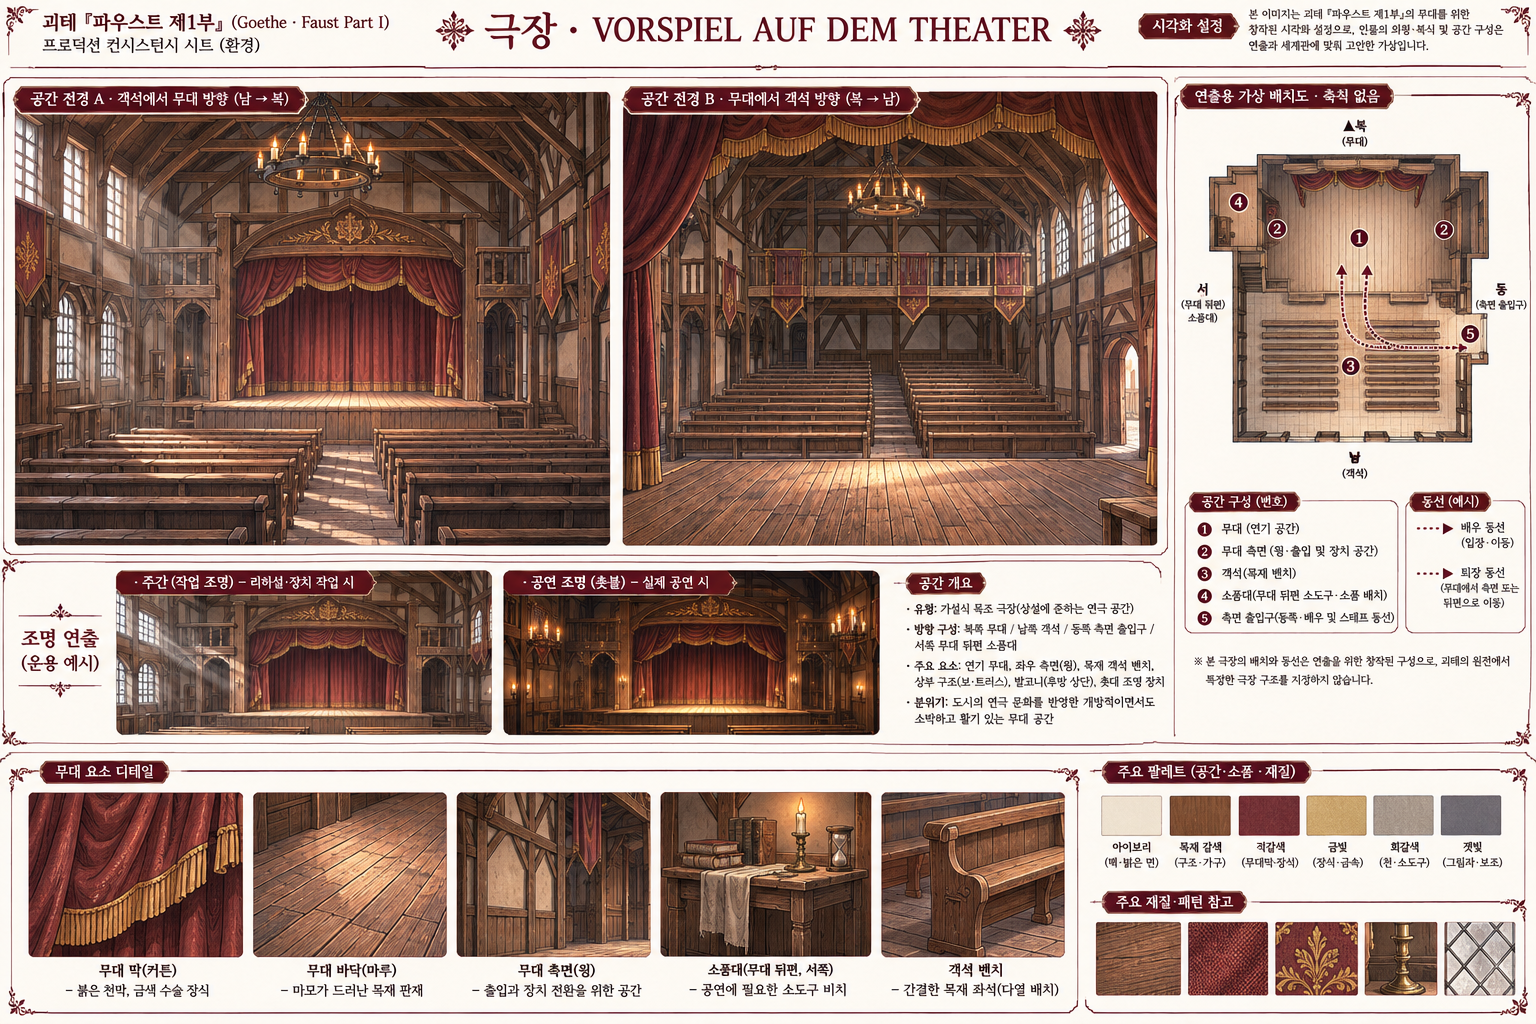 괴테 『파우스트 제1부』 (Goethe · Faust Part I)
프로덕션 컨시스턴시 시트 (환경)
극장 · VORSPIEL AUF DEM THEATER
시각화 설정
본 이미지는 괴테 『파우스트 제1부』의 무대를 위한
창작된 시각화 설정으로, 인물의 의왕·복식 및 공간 구성은
연출과 세계관에 맞춰 고안한 가상입니다.
공간 전경 A · 객석에서 무대 방향 (남 → 북)
공간 전경 B · 무대에서 객석 방향 (북 → 남)
연출용 가상 배치도 · 축척 없음
▲북
(무대)
4
2
1
2
서
(무대 뒤편)
소품대)
동
(측면 출입구)
5
3
남
(객석)
공간 구성 (번호)
1 무대 (연기 공간)
2 무대 측면 (윙·출입 및 장치 공간)
3 객석(목재 벤치)
4 소품대(무대 뒤편 소도구·소품 배치)
5 측면 출입구(동쪽·배우 및 스태프 동선)
동선 (예시)
배우 동선
(입장·이동)
퇴장 동선
(무대에서 측면 또는
뒤편으로 이동)
※ 본 극장의 배치와 동선은 연출을 위한 창작된 구성으로, 괴테의 원전에서
특정한 극장 구조를 지정하지 않습니다.
조명 연출
(운용 예시)
· 주간 (작업 조명) – 리허설·장치 작업 시
· 공연 조명 (촛불) – 실제 공연 시
공간 개요
· 유형: 가설식 목조 극장(상설에 준하는 연극 공간)
· 방향 구성: 북쪽 무대 / 남쪽 객석 / 동쪽 측면 출입구 /
서쪽 무대 뒤편 소품대
· 주요 요소: 연기 무대, 좌우 측면(윙), 목재 객석 벤치,
상부 구조(보·트러스), 발코니(후방 상단), 촛대 조명 장치
· 분위기: 도시의 연극 문화를 반영한 개방적이면서도
소박하고 활기 있는 무대 공간
무대 요소 디테일
무대 막(커튼)
– 붉은 천막, 금색 수술 장식
무대 바닥(마루)
– 마모가 드러난 목재 판재
무대 측면(윙)
– 출입과 장치 전환을 위한 공간
소품대(무대 뒤편, 서쪽)
– 공연에 필요한 소도구 비치
객석 벤치
– 간결한 목재 좌석(다열 배치)
주요 팔레트 (공간·소품 · 재질)
아이보리
(벽·밝은 면)
목재 갈색
(구조·가구)
적갈색
(무대막·장식)
금빛
(장식·금속)
회갈색
(천·소도구)
잿빛
(그림자·보조)
주요 재질·패턴 참고